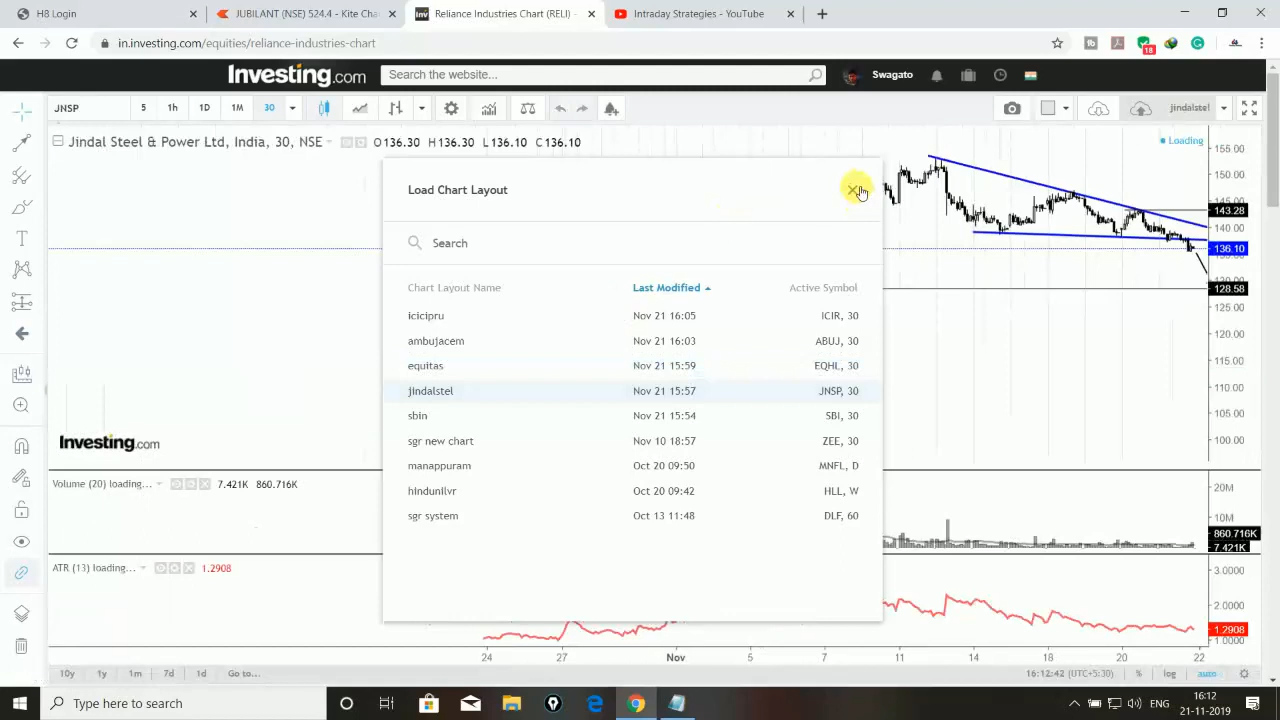 H8 Login
JUBILANT (NSE) 524.4 - Kite Cha
Reliance Industries Chart (RELI) -
Intraday Strategies - YouTube
in.investing.com/equities/reliance-industries-chart
18
Investing.com
Search the website...
Swagato
JNSP 5 1h 1D 1M 30
jindalstel
Jindal Steel & Power Ltd, India, 30, NSE
O136.30 H136.30 L136.10 C136.10
Loading
155.00
150.00
143.28
140.00
136.10
130.00
128.58
125.00
120.00
115.00
110.00
105.00
100.00
Load Chart Layout
Search
Chart Layout Name Last Modified Active Symbol
icicipru Nov 21 16:05 ICIR, 30
ambujacem Nov 21 16:03 ABUJ, 30
equitas Nov 21 15:59 EQHL, 30
jindalstel Nov 21 15:57 JNSP, 30
sbin Nov 21 15:54 SBI, 30
sgr new chart Nov 10 18:57 ZEE, 30
manappuram Oct 20 09:50 MNFL, D
hindunilvr Oct 20 09:42 HLL, W
sgr system Oct 13 11:48 DLF, 60
Investing.com
Volume (20) loading... 7.421K 860.716K
20M
10M
860.716K
7.421K
ATR (13) loading... 1.2908
3.0000
2.0000
1.2908
1.0000
24 27 Nov 5 7 11 14 18 20 22
10y 1y 1m 7d 1d Go to...
16:12:42 (UTC+5:30) % log auto
Type here to search
ENG
16:12
21-11-2019